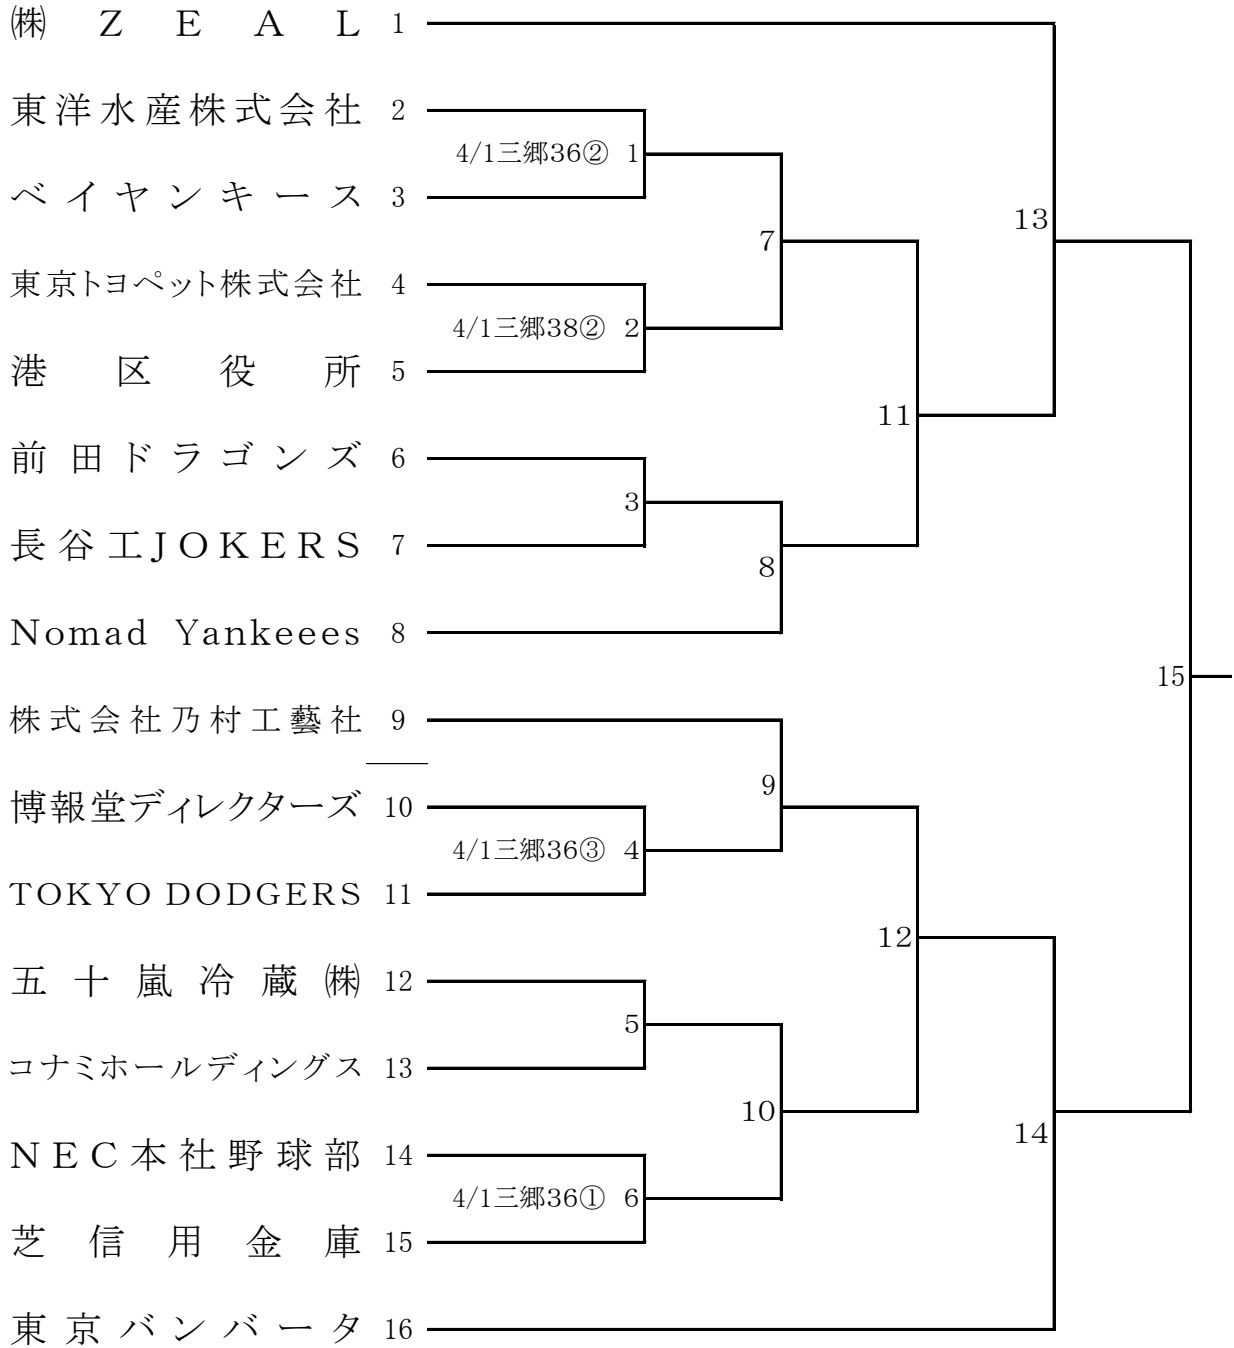 ㈱ＺＥＡＬ 1
東洋水産株式会社 2
4/1三郷36② 1
ベイヤンキース 3
7
13
東京トヨペット株式会社 4
4/1三郷38② 2
港区役所 5
11
前田ドラゴンズ 6
3
長谷工JOKERS 7
8
Nomad Yankeees 8
15
株式会社乃村工藝社 9
9
博報堂ディレクターズ 10
4/1三郷36③ 4
TOKYO DODGERS 11
12
五十嵐冷蔵㈱ 12
5
コナミホールディングス 13
10
14
NEC本社野球部 14
4/1三郷36① 6
芝信用金庫 15
東京バンバータ 16